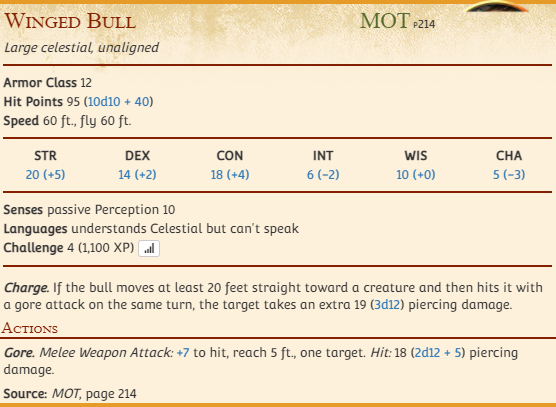 Winged Bull MOT p214
Large celestial, unaligned
Armor Class 12
Hit Points 95 (10d10 + 40)
Speed 60 ft., fly 60 ft.
STR DEX CON INT WIS CHA
20 (+5) 14 (+2) 18 (+4) 6 (−2) 10 (+0) 5 (−3)
Senses passive Perception 10
Languages understands Celestial but can't speak
Challenge 4 (1,100 XP)
Charge. If the bull moves at least 20 feet straight toward a creature and then hits it with
a gore attack on the same turn, the target takes an extra 19 (3d12) piercing damage.
Actions
Gore. Melee Weapon Attack: +7 to hit, reach 5 ft., one target. Hit: 18 (2d12 + 5) piercing
damage.
Source: MOT, page 214